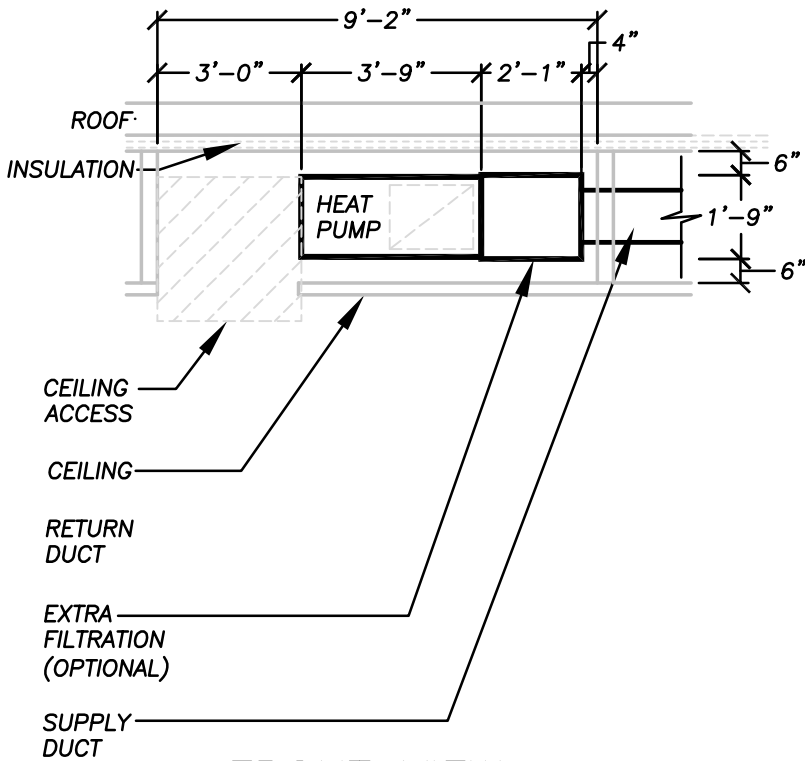 9'-2"
4"
3'-0"
3'-9"
2'-1"
ROOF
INSULATION
6"
HEAT
PUMP
1'-9"
6"
CEILING
ACCESS
CEILING
RETURN
DUCT
EXTRA
FILTRATION
(OPTIONAL)
SUPPLY
DUCT